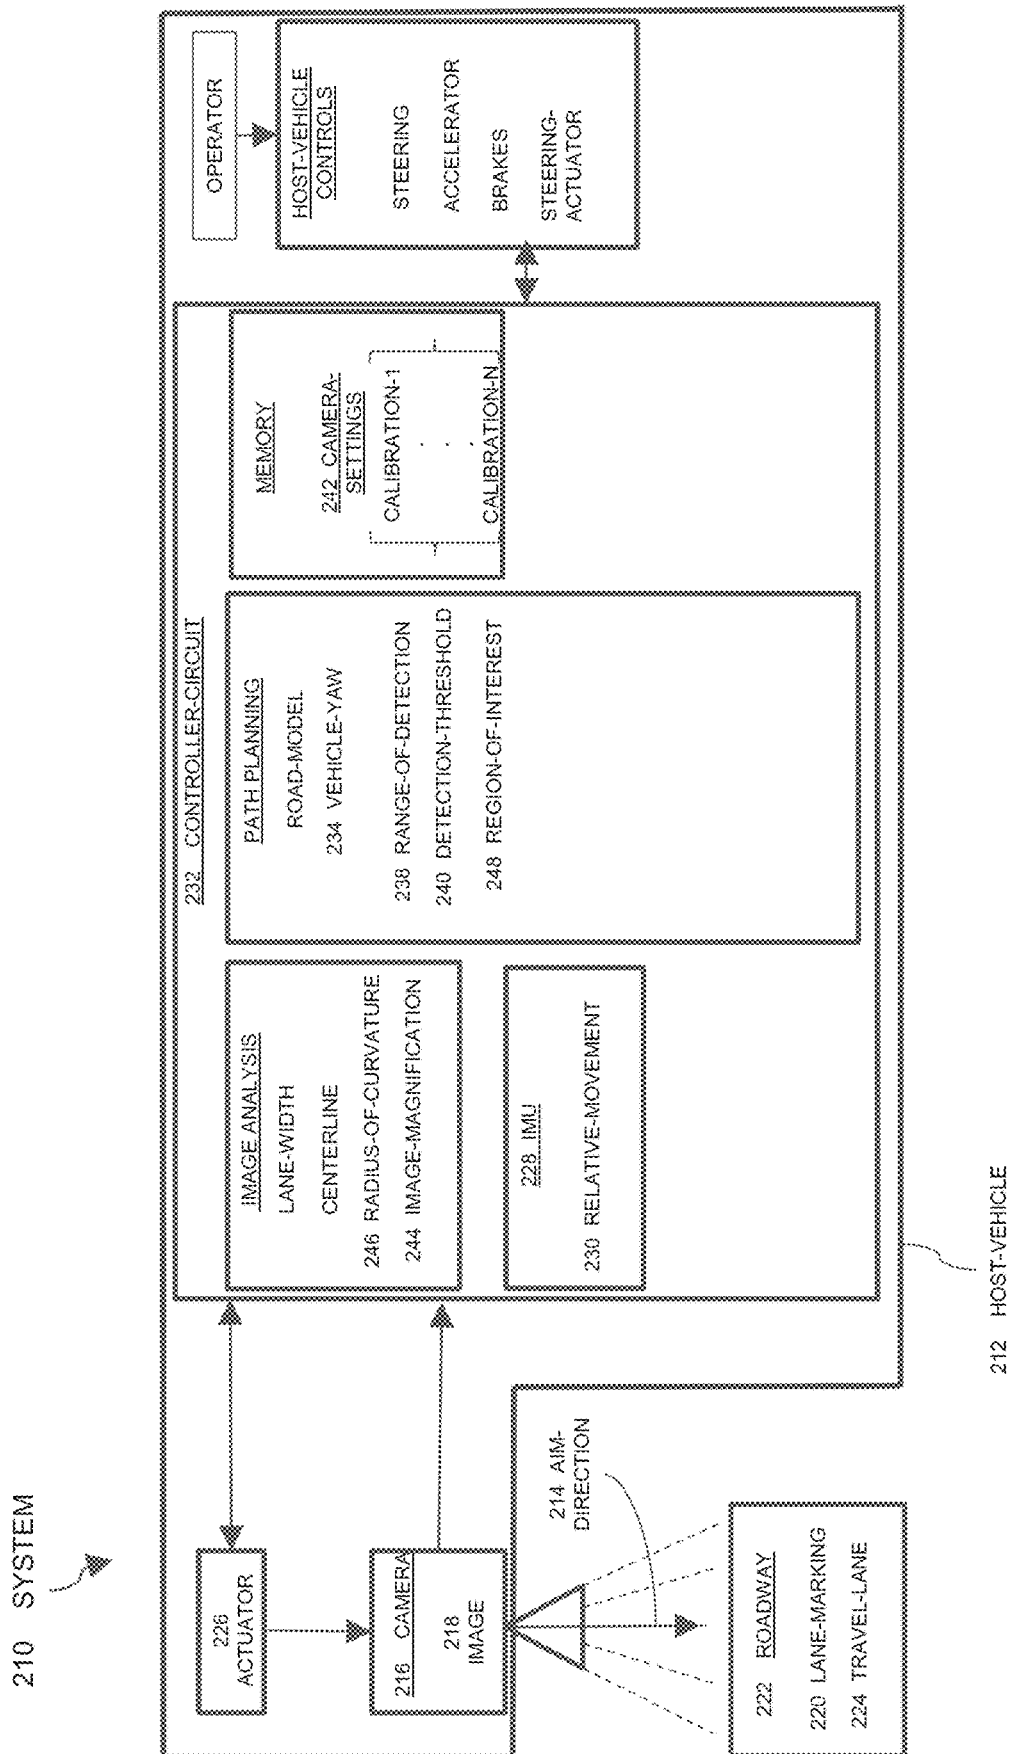 210 SYSTEM
226
ACTUATOR
216 CAMERA
218
IMAGE
214 AIM-
DIRECTION
222 ROADWAY
220 LANE-MARKING
224 TRAVEL-LANE
232 CONTROLLER-CIRCUIT
IMAGE ANALYSIS
LANE-WIDTH
CENTERLINE
246 RADIUS-OF-CURVATURE
244 IMAGE-MAGNIFICATION
228 IMU
230 RELATIVE-MOVEMENT
PATH PLANNING
ROAD-MODEL
234 VEHICLE-YAW
238 RANGE-OF-DETECTION
240 DETECTION-THRESHOLD
248 REGION-OF-INTEREST
MEMORY
242 CAMERA-
SETTINGS
CALIBRATION-1
.
.
.
CALIBRATION-N
OPERATOR
HOST-VEHICLE
CONTROLS
STEERING
ACCELERATOR
BRAKES
STEERING-
ACTUATOR
212 HOST-VEHICLE